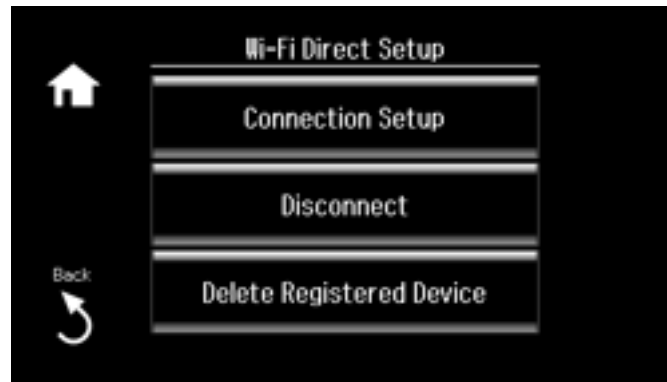 Wi-Fi Direct Setup
Connection Setup
Disconnect
Delete Registered Device
Back